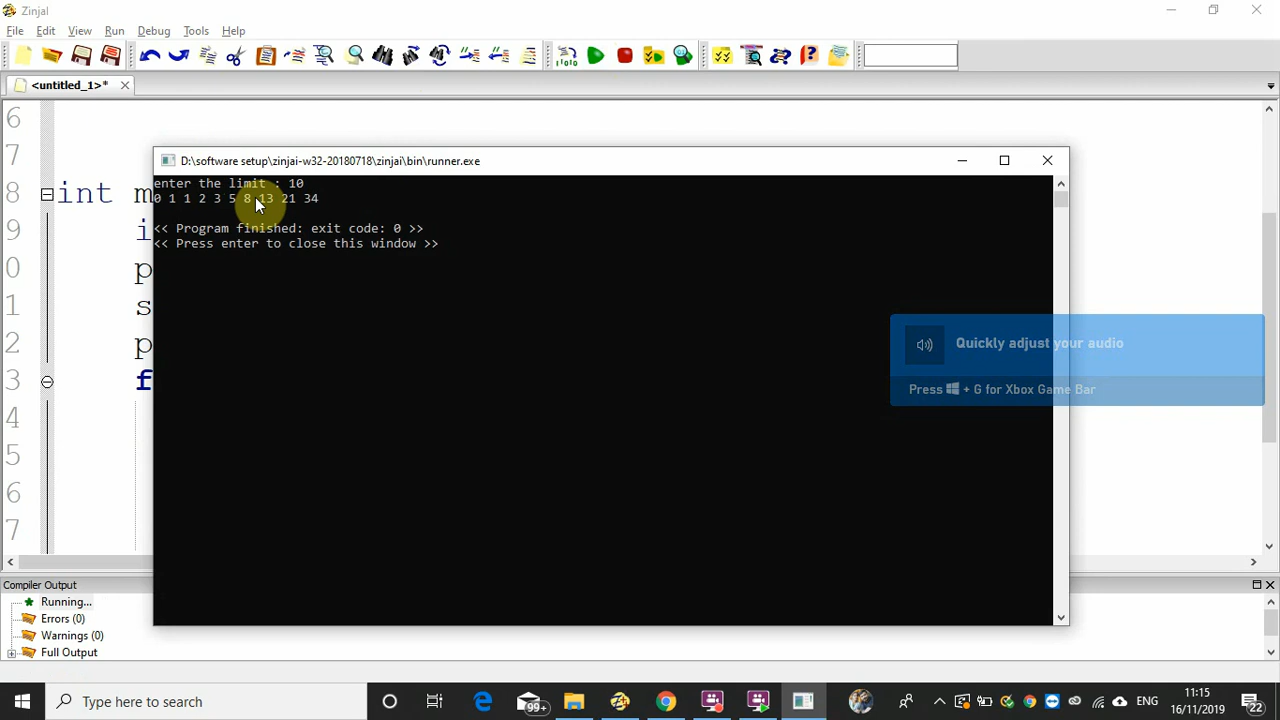 Zinjal
File Edit View Run Debug Tools Help
<untitled_1>*
6
7
8 int m
9 i
0 p
1 s
2 p
3 f
4
5
6
7
D:\software setup\zinjai-w32-20180718\zinjai\bin\runner.exe
enter the limit : 10
0 1 1 2 3 5 8 13 21 34
<< Program finished: exit code: 0 >>
<< Press enter to close this window >>
Quickly adjust your audio
Press + G for Xbox Game Bar
Compiler Output
Running...
Errors (0)
Warnings (0)
Full Output
Type here to search
99+
ENG
11:15
16/11/2019
22